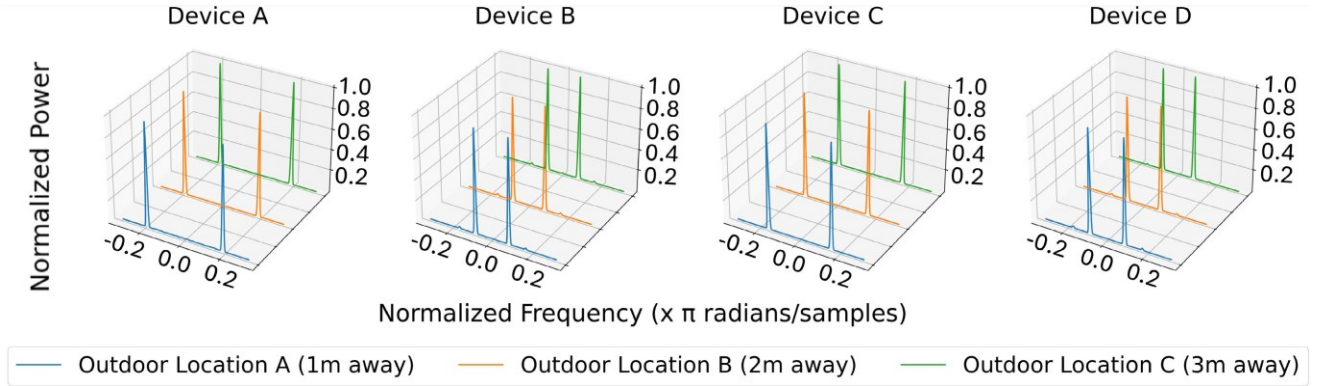 Device A Device B Device C Device D
Normalized Power
1.0 1.0 1.0 1.0
0.8 0.8 0.8 0.8
0.6 0.6 0.6 0.6
0.4 0.4 0.4 0.4
0.2 0.2 0.2 0.2
-0.2 0.0 0.2 -0.2 0.0 0.2 -0.2 0.0 0.2 -0.2 0.0 0.2
Normalized Frequency (x π radians/samples)
Outdoor Location A (1m away) Outdoor Location B (2m away) Outdoor Location C (3m away)